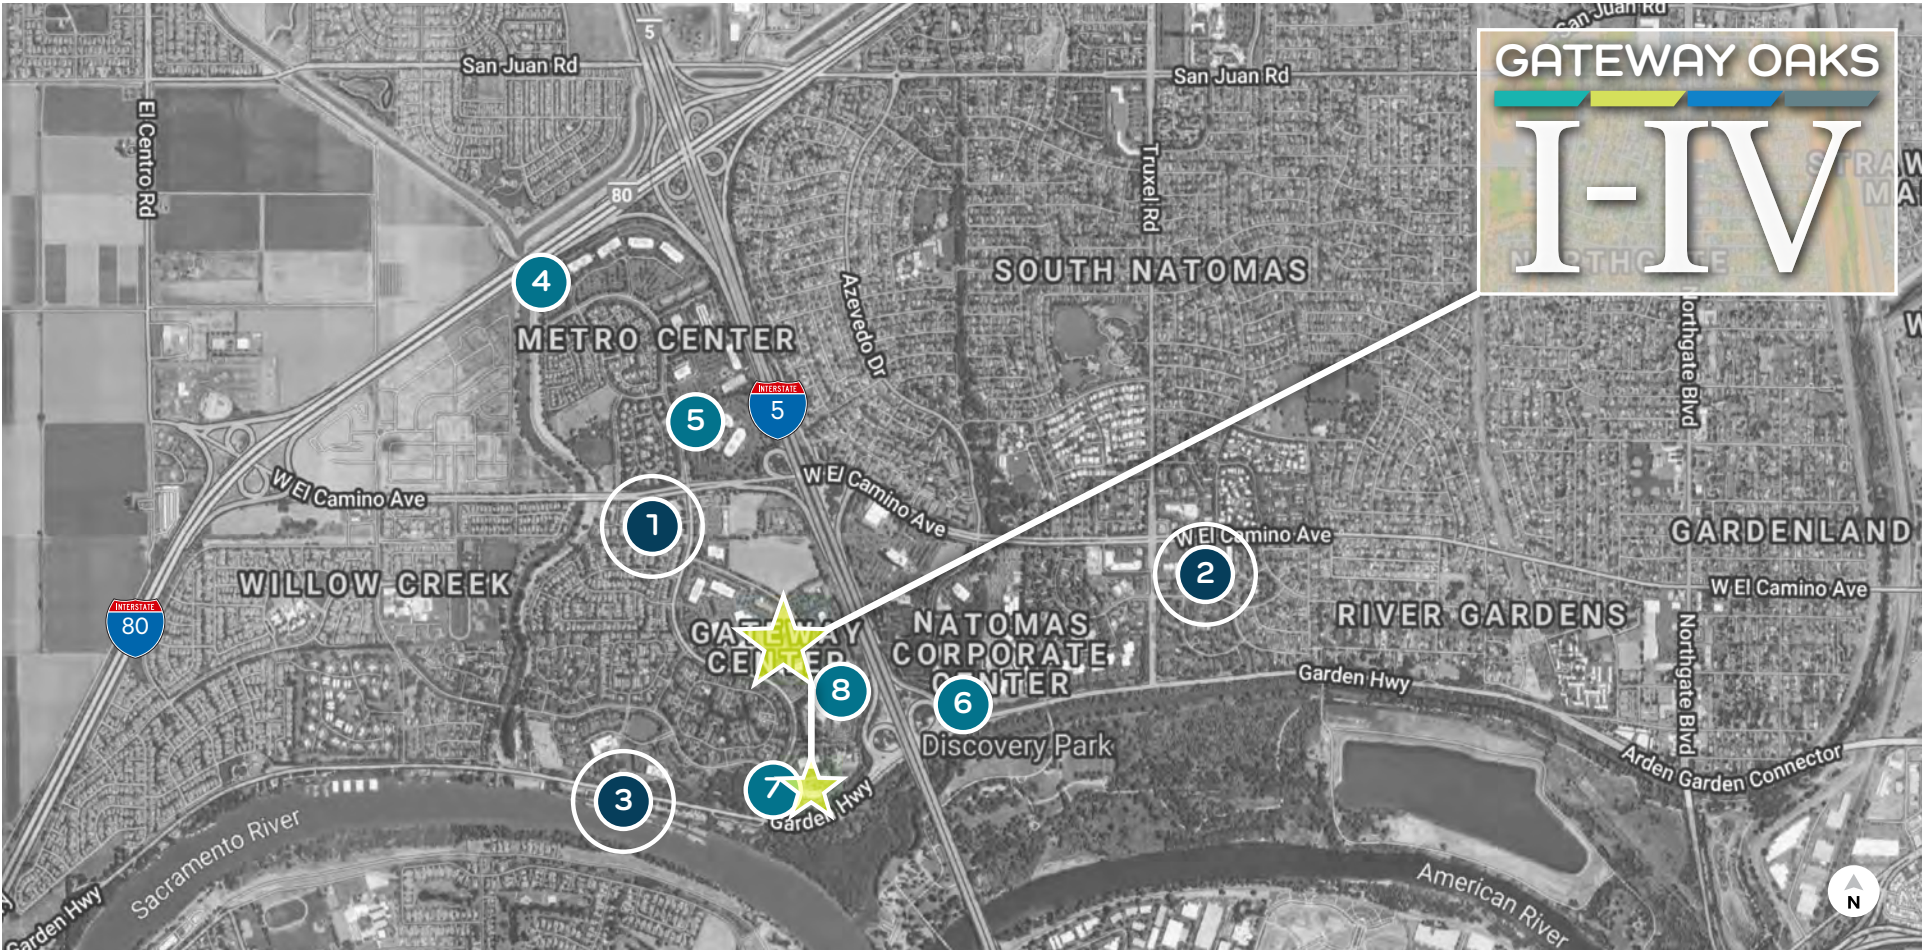 5
San Juan Rd
San Juan Rd
San Juan Rd
GATEWAY OAKS
I-IV
El Centro Rd
80
Truxel Rd
SOUTH NATOMAS
4
METRO CENTER
Azevedo Dr
Northgate Blvd
INTERSTATE
5
5
W El Camino Ave
W El Camino Ave
1
W El Camino Ave
2
GARDENLAND
WILLOW CREEK
W El Camino Ave
INTERSTATE
80
RIVER GARDENS
GATEWAY
CENTER
NATOMAS
CORPORATE
CENTER
Northgate Blvd
8
6
Garden Hwy
Discovery Park
Arden Garden Connector
7
3
Garden Hwy
Sacramento River
American River
Garden Hwy
N